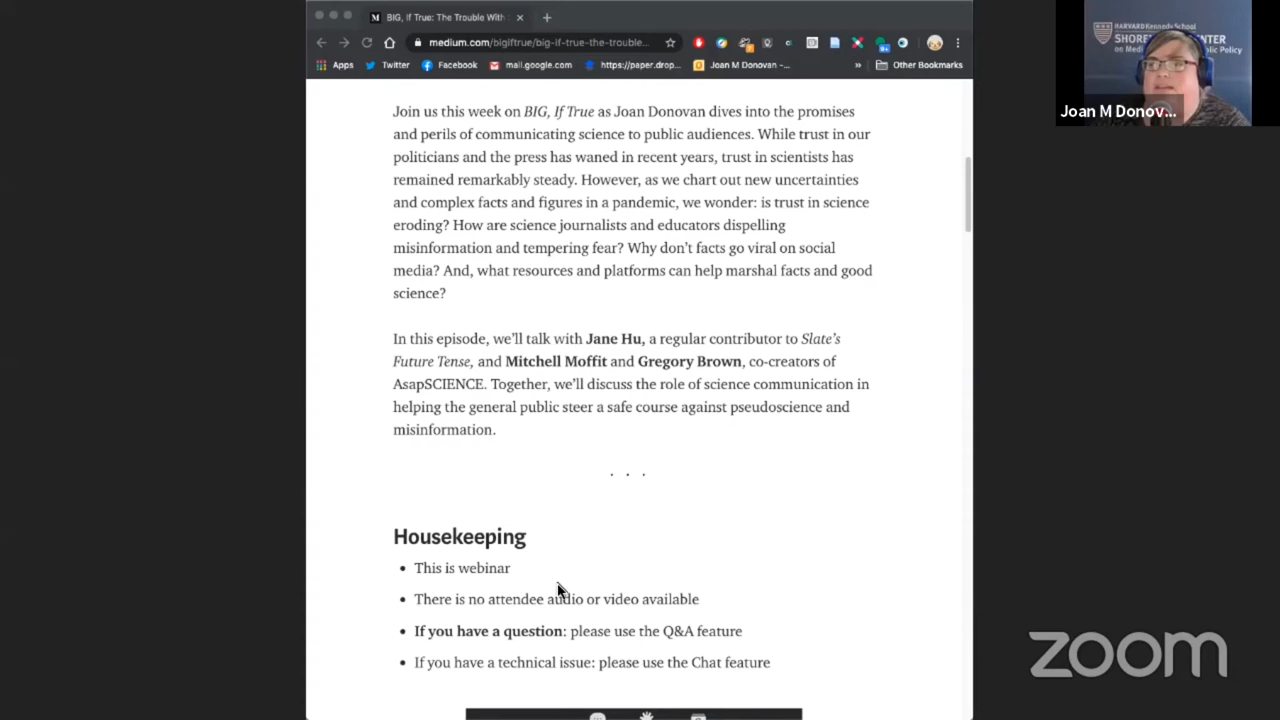 BIG, If True: The Trouble With
medium.com/bigiftrue/big-if-true-the-trouble...
Apps Twitter Facebook mail.google.com https://paper.drop... Joan M Donovan –... » Other Bookmarks
Join us this week on BIG, If True as Joan Donovan dives into the promises
and perils of communicating science to public audiences. While trust in our
politicians and the press has waned in recent years, trust in scientists has
remained remarkably steady. However, as we chart out new uncertainties
and complex facts and figures in a pandemic, we wonder: is trust in science
eroding? How are science journalists and educators dispelling
misinformation and tempering fear? Why don’t facts go viral on social
media? And, what resources and platforms can help marshal facts and good
science?
In this episode, we’ll talk with Jane Hu, a regular contributor to Slate’s
Future Tense, and Mitchell Moffit and Gregory Brown, co-creators of
AsapSCIENCE. Together, we’ll discuss the role of science communication in
helping the general public steer a safe course against pseudoscience and
misinformation.
. . .
Housekeeping
• This is webinar
• There is no attendee audio or video available
• If you have a question: please use the Q&A feature
• If you have a technical issue: please use the Chat feature
HARVARD Kennedy School
Joan M Donov...
zoom